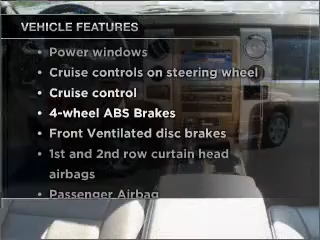 VEHICLE FEATURES
• Power windows
• Cruise controls on steering wheel
• Cruise control
• 4-wheel ABS Brakes
• Front Ventilated disc brakes
• 1st and 2nd row curtain head
airbags
• Passenger Airbag